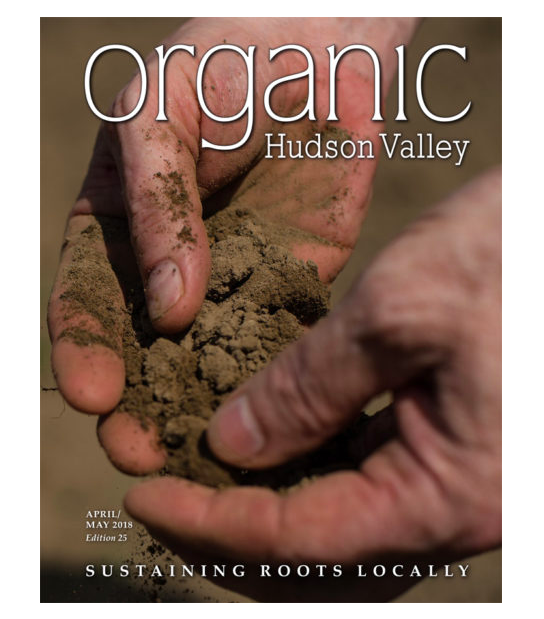 organic
Hudson Valley
APRIL/
MAY 2018
Edition 25
SUSTAINING ROOTS LOCALLY